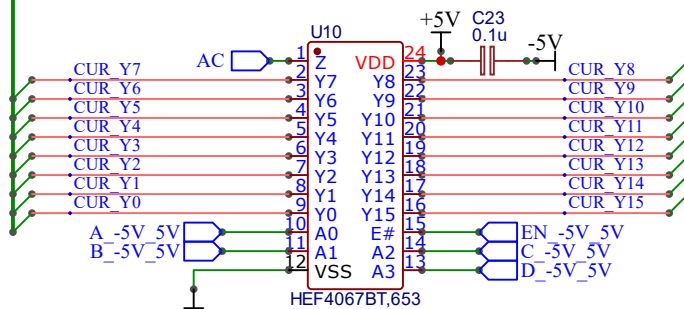 U10
+5V
C23
0.1u
-5V
AC
1 Z VDD 24
CUR_Y7 2 Y7 Y8 23 CUR_Y8
CUR_Y6 3 Y6 Y9 22 CUR_Y9
CUR_Y5 4 Y5 Y10 21 CUR_Y10
CUR_Y4 5 Y4 Y11 20 CUR_Y11
CUR_Y3 6 Y3 Y12 19 CUR_Y12
CUR_Y2 7 Y2 Y13 18 CUR_Y13
CUR_Y1 8 Y1 Y14 17 CUR_Y14
CUR_Y0 9 Y0 Y15 16 CUR_Y15
A_-5V_5V 10 A0 E# 15 EN_-5V_5V
B_-5V_5V 11 A1 A2 14 C_-5V_5V
12 VSS A3 13 D_-5V_5V
HEF4067BT,653